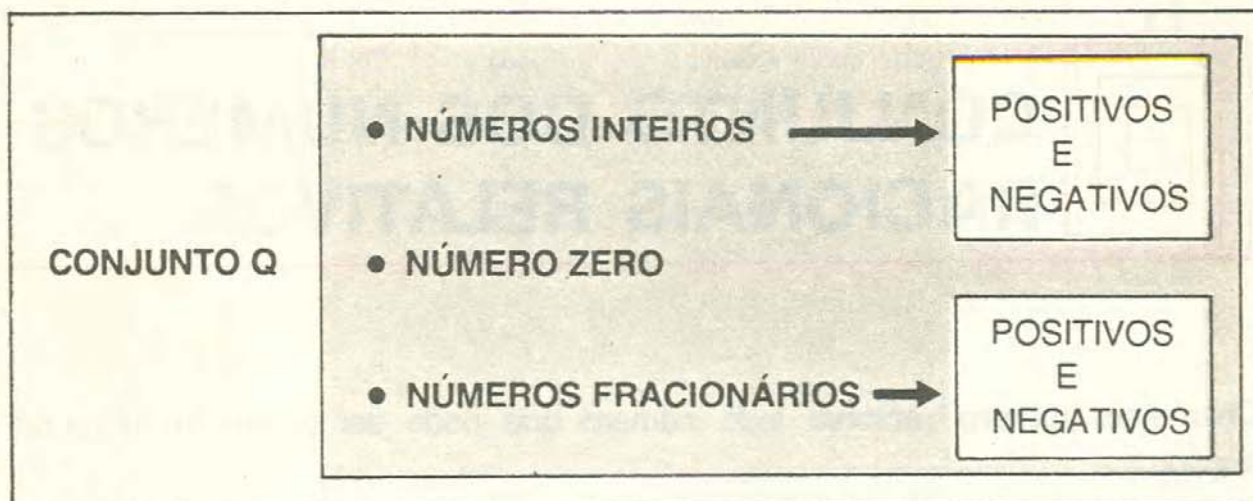 • NÚMEROS INTEIROS
POSITIVOS
E
NEGATIVOS
CONJUNTO Q
• NÚMERO ZERO
• NÚMEROS FRACIONÁRIOS
POSITIVOS
E
NEGATIVOS